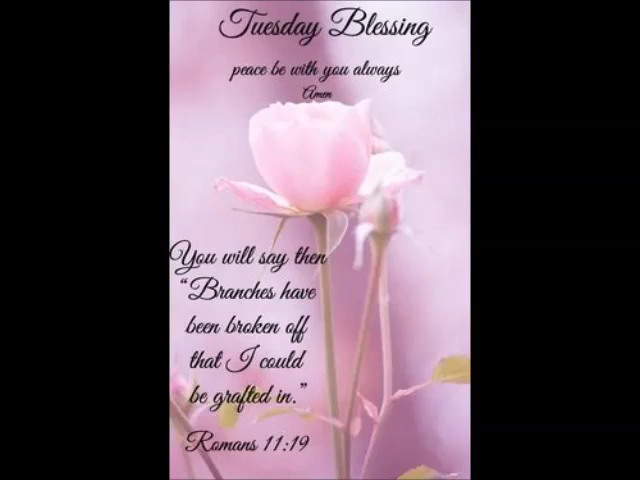 Tuesday Blessing
peace be with you always
Amen
You will say then
“Branches have
been broken off
that I could
be grafted in.”
Romans 11:19